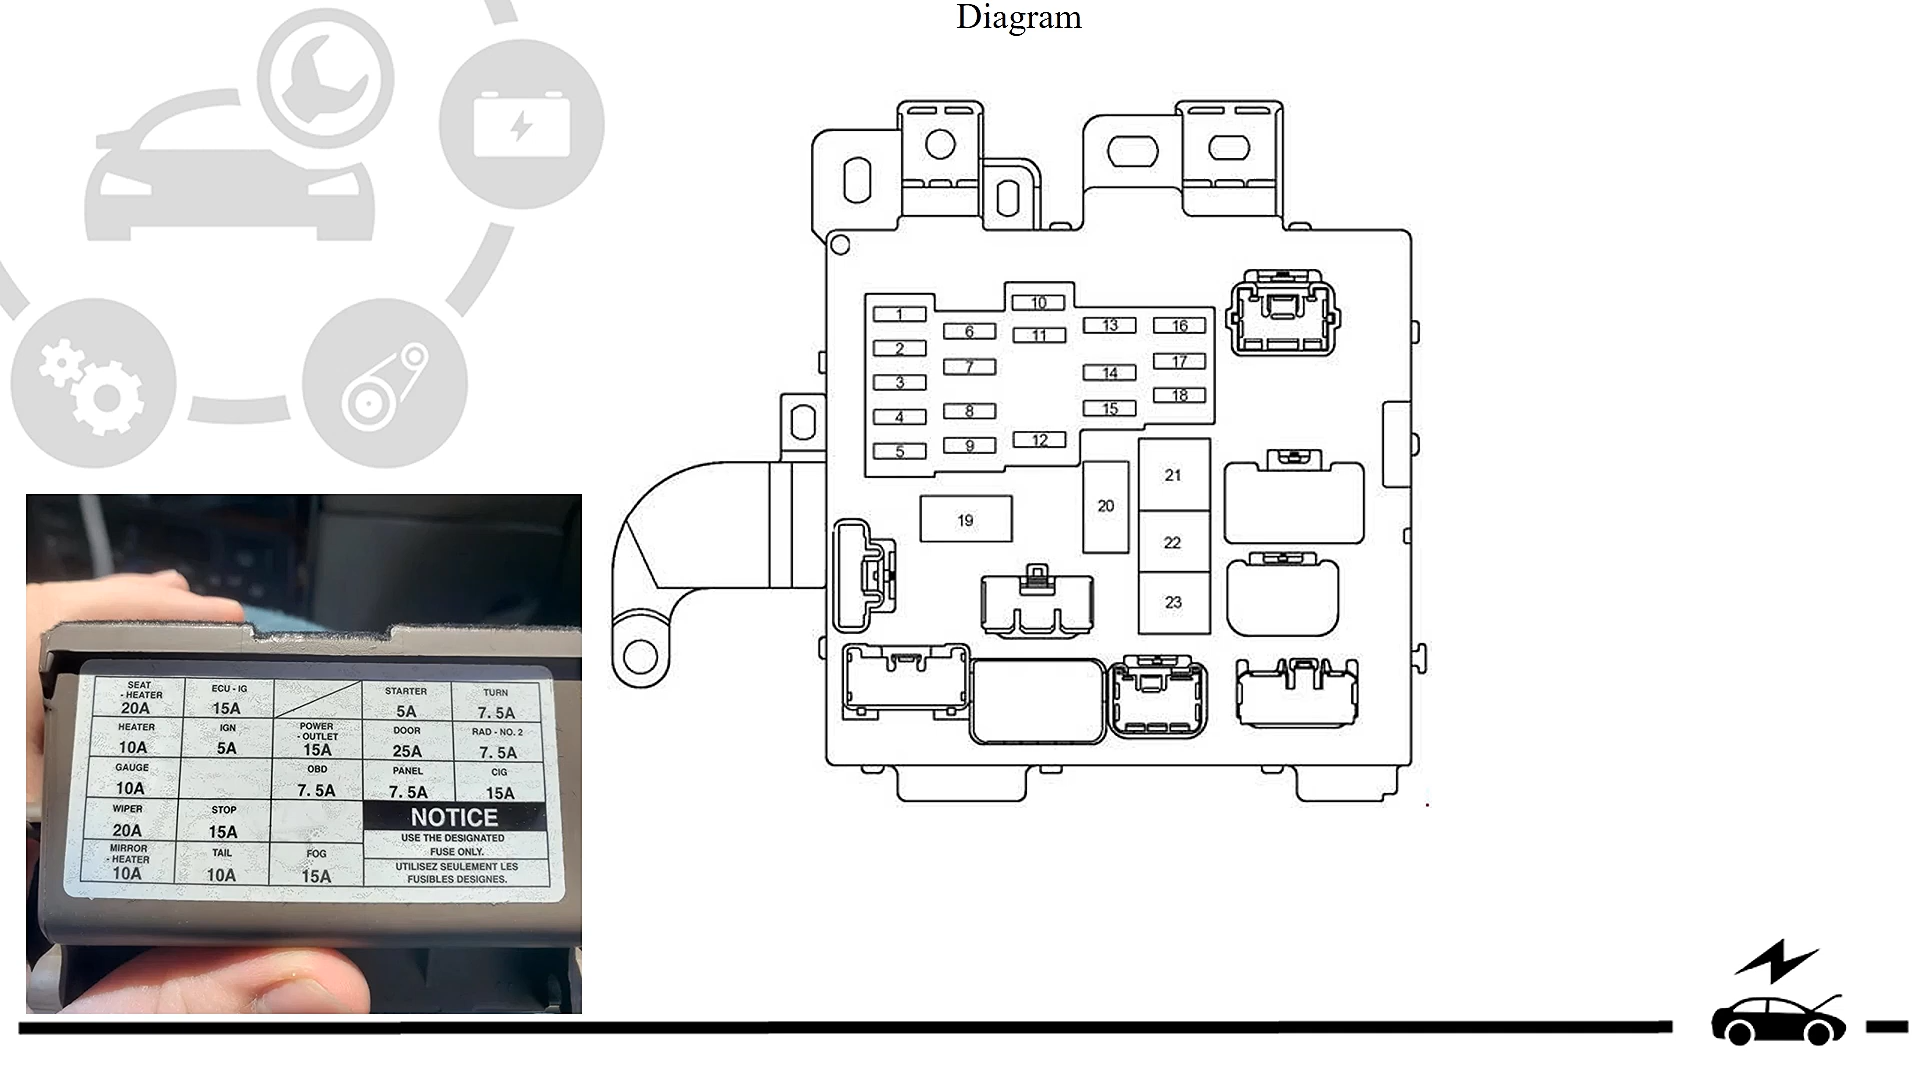 Diagram
1
2
3
4
5
6
7
8
9
10
11
12
13
14
15
16
17
18
19
20
21
22
23
SEAT
- HEATER
20A
ECU - IG
15A
STARTER
5A
TURN
7. 5A
HEATER
10A
IGN
5A
POWER
- OUTLET
15A
DOOR
25A
RAD - NO. 2
7. 5A
GAUGE
10A
OBD
7. 5A
PANEL
7. 5A
CIG
15A
WIPER
20A
STOP
15A
MIRROR
- HEATER
10A
TAIL
10A
FOG
15A
NOTICE
USE THE DESIGNATED
FUSE ONLY.
UTILISEZ SEULEMENT LES
FUSIBLES DESIGNES.